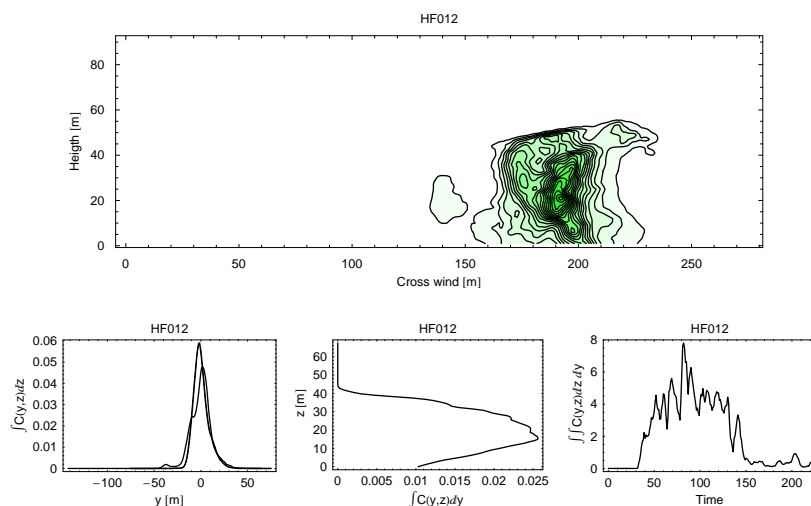 HF012
80
60
40
20
0
Heigth [m]
0 50 100 150 200 250
Cross wind [m]
HF012
0.06
0.05
0.04
0.03
0.02
0.01
0
∫C(y,z)dz
−100 −50 0 50
y [m]
HF012
60
50
40
30
20
10
0
z [m]
0 0.005 0.01 0.015 0.02 0.025
∫C(y,z)dy
HF012
8
6
4
2
0
∫∫C(y,z)dz dy
0 50 100 150 200
Time